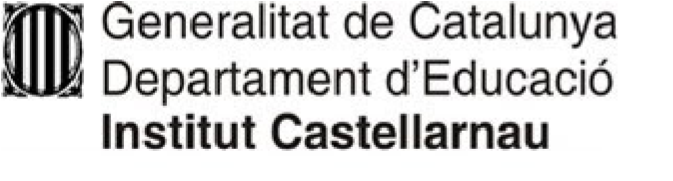 Generalitat de Catalunya
Departament d'Educació
Institut Castellarnau